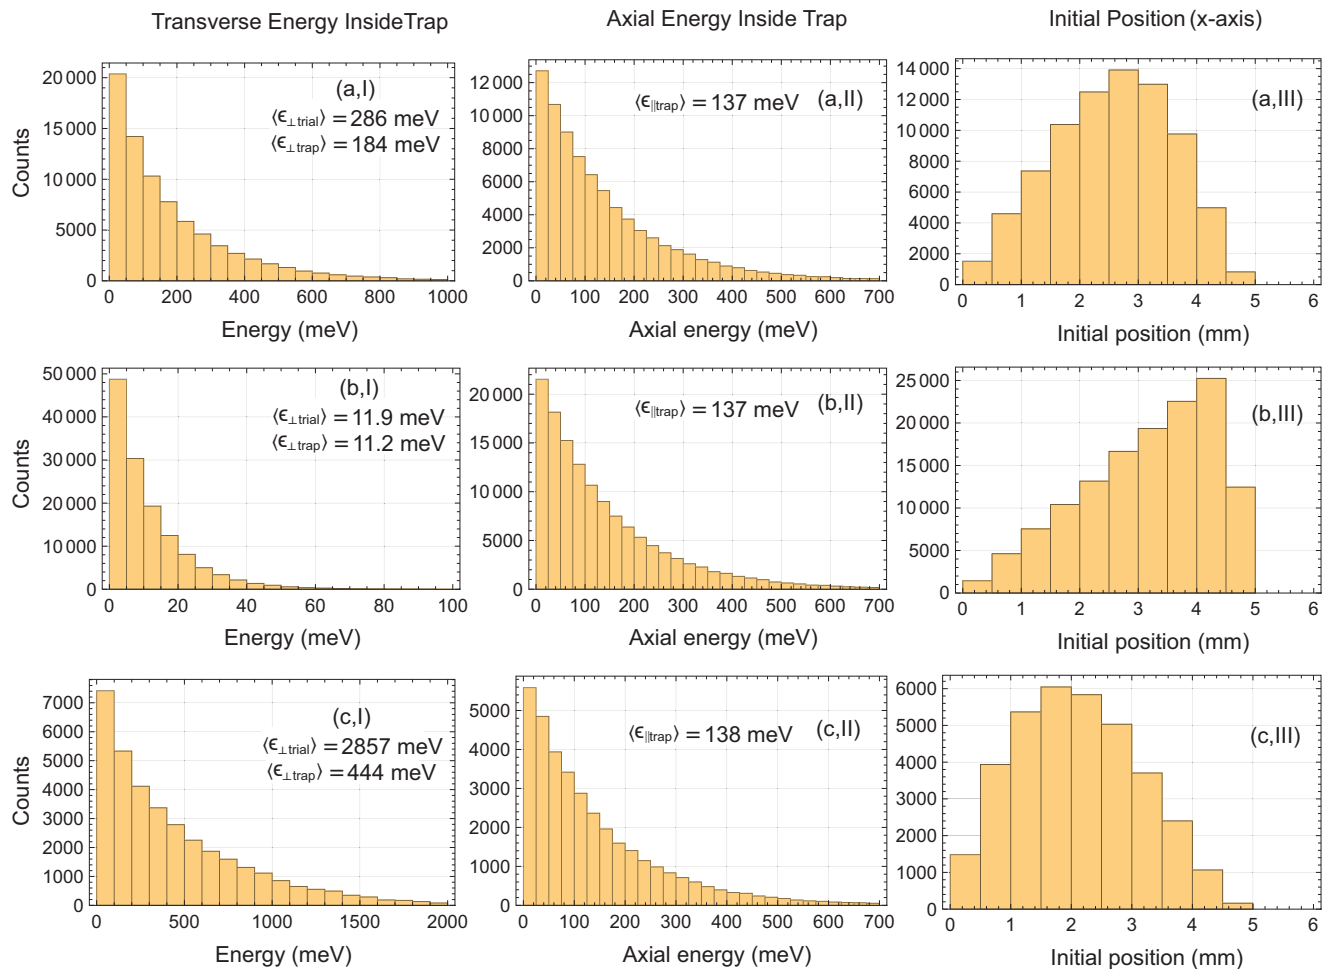 Transverse Energy InsideTrap
Axial Energy Inside Trap
Initial Position (x-axis)
(a,I)
⟨ϵ⊥trial⟩ = 286 meV
⟨ϵ⊥trap⟩ = 184 meV
Counts
20 000
15 000
10 000
5000
0
0 200 400 600 800 1000
Energy (meV)
⟨ϵ||trap⟩ = 137 meV (a,II)
12 000
10 000
8000
6000
4000
2000
0
0 100 200 300 400 500 600 700
Axial energy (meV)
(a,III)
14 000
12 000
10 000
8000
6000
4000
2000
0
0 1 2 3 4 5 6
Initial position (mm)
(b,I)
⟨ϵ⊥trial⟩ = 11.9 meV
⟨ϵ⊥trap⟩ = 11.2 meV
Counts
50 000
40 000
30 000
20 000
10 000
0
0 20 40 60 80 100
Energy (meV)
⟨ϵ||trap⟩ = 137 meV (b,II)
20 000
15 000
10 000
5000
0
0 100 200 300 400 500 600 700
Axial energy (meV)
(b,III)
25 000
20 000
15 000
10 000
5000
0
0 1 2 3 4 5 6
Initial position (mm)
(c,I)
⟨ϵ⊥trial⟩ = 2857 meV
⟨ϵ⊥trap⟩ = 444 meV
Counts
7000
6000
5000
4000
3000
2000
1000
0
0 500 1000 1500 2000
Energy (meV)
⟨ϵ||trap⟩ = 138 meV (c,II)
5000
4000
3000
2000
1000
0
0 100 200 300 400 500 600 700
Axial energy (meV)
(c,III)
6000
5000
4000
3000
2000
1000
0
0 1 2 3 4 5 6
Initial position (mm)